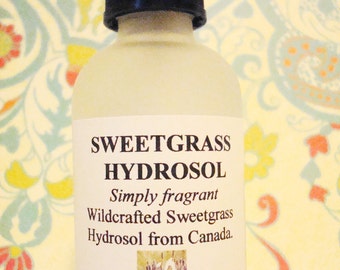 SWEETGRASS
HYDROSOL
Simply fragrant
Wildcrafted Sweetgrass
Hydrosol from Canada.